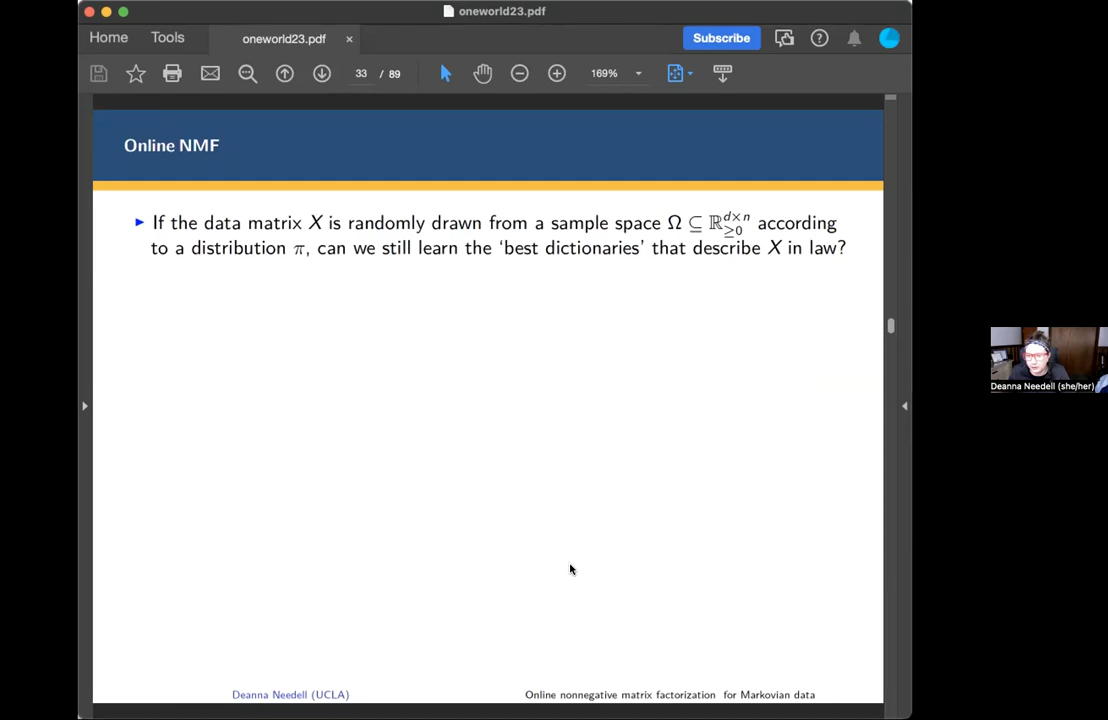 oneworld23.pdf
Home Tools oneworld23.pdf × Subscribe
33 / 89 169%
Online NMF
If the data matrix X is randomly drawn from a sample space Ω ⊆ ℝ^{d×n}_{≥0} according
to a distribution π, can we still learn the ‘best dictionaries’ that describe X in law?
Deanna Needell (she/her)
Deanna Needell (UCLA) Online nonnegative matrix factorization for Markovian data